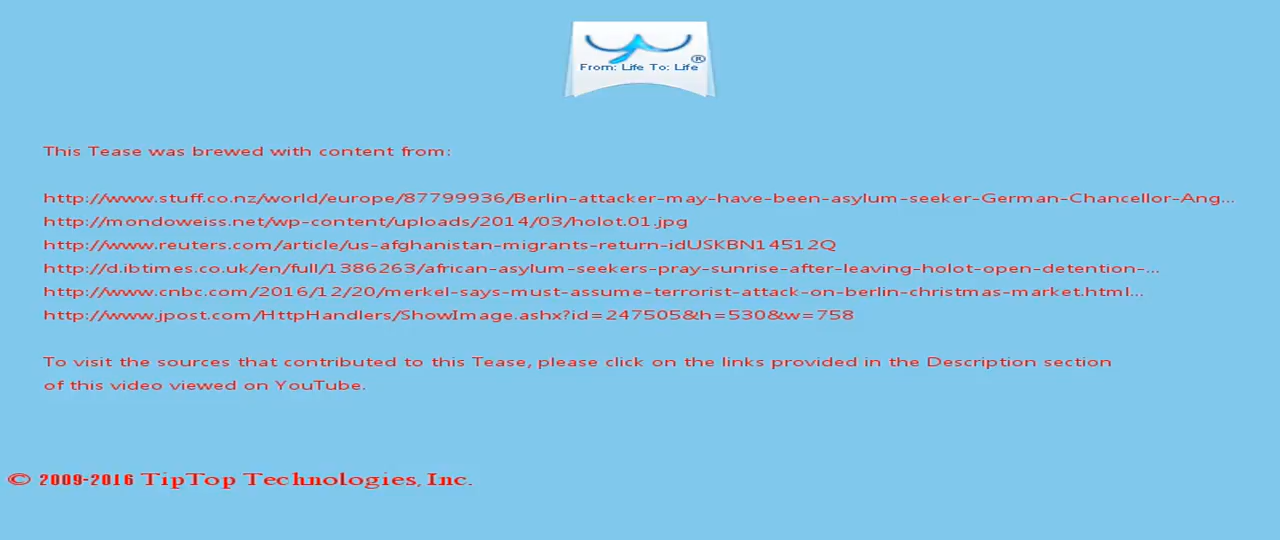 From: Life To: Life ®
This Tease was brewed with content from:
http://www.stuff.co.nz/world/europe/87799936/Berlin-attacker-may-have-been-asylum-seeker-German-Chancellor-Ang...
http://mondoweiss.net/wp-content/uploads/2014/03/holot.01.jpg
http://www.reuters.com/article/us-afghanistan-migrants-return-idUSKBN14512Q
http://d.ibtimes.co.uk/en/full/1386263/african-asylum-seekers-pray-sunrise-after-leaving-holot-open-detention-...
http://www.cnbc.com/2016/12/20/merkel-says-must-assume-terrorist-attack-on-berlin-christmas-market.html...
http://www.jpost.com/HttpHandlers/ShowImage.ashx?id=247505&h=530&w=758
To visit the sources that contributed to this Tease, please click on the links provided in the Description section
of this video viewed on YouTube.
© 2009-2016 TipTop Technologies, Inc.